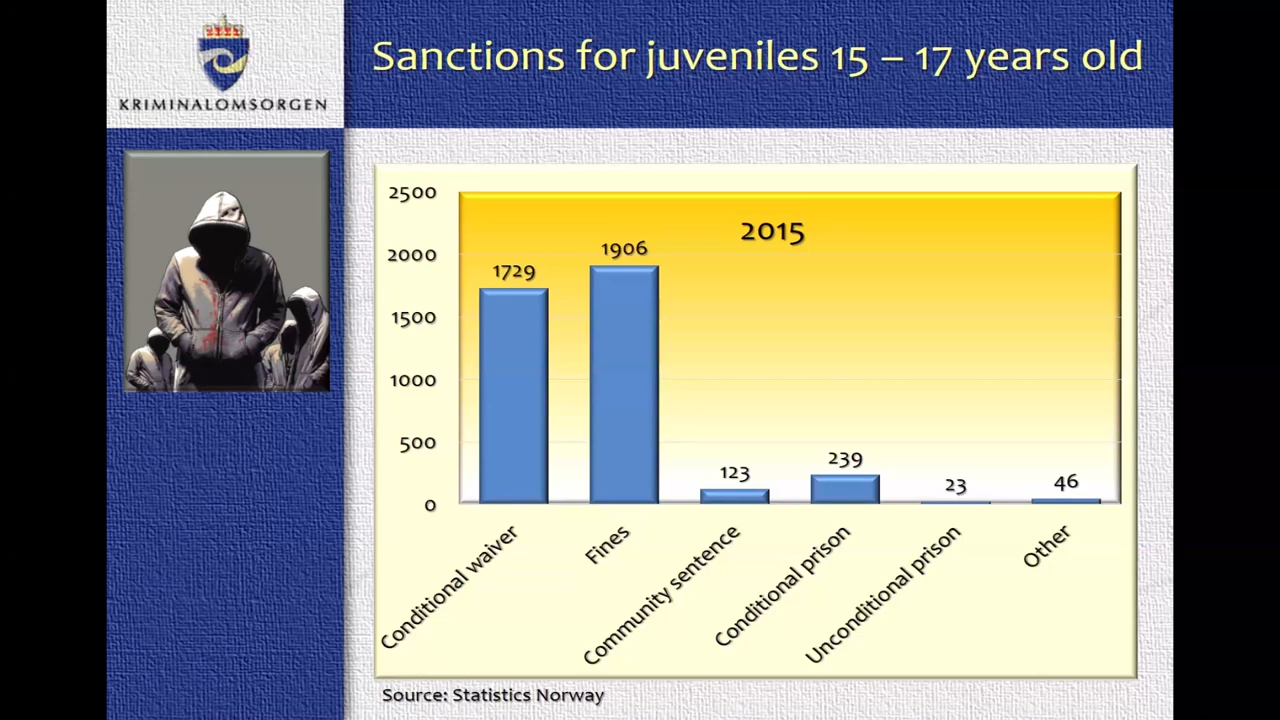 KRIMINALOMSORGEN
Sanctions for juveniles 15 – 17 years old
2015
2500
2000
1500
1000
500
0
1729
1906
123
239
23
46
Conditional waiver
Fines
Community sentence
Conditional prison
Unconditional prison
Other
Source: Statistics Norway